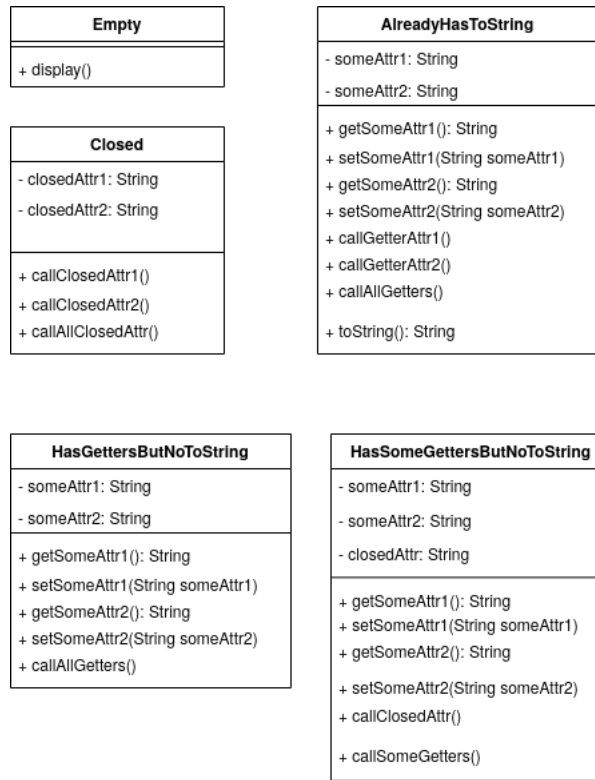 Empty
+ display()
Closed
- closedAttr1: String
- closedAttr2: String
+ callClosedAttr1()
+ callClosedAttr2()
+ callAllClosedAttr()
AlreadyHasToString
- someAttr1: String
- someAttr2: String
+ getSomeAttr1(): String
+ setSomeAttr1(String someAttr1)
+ getSomeAttr2(): String
+ setSomeAttr2(String someAttr2)
+ callGetterAttr1()
+ callGetterAttr2()
+ callAllGetters()
+ toString(): String
HasGettersButNoToString
- someAttr1: String
- someAttr2: String
+ getSomeAttr1(): String
+ setSomeAttr1(String someAttr1)
+ getSomeAttr2(): String
+ setSomeAttr2(String someAttr2)
+ callAllGetters()
HasSomeGettersButNoToString
- someAttr1: String
- someAttr2: String
- closedAttr: String
+ getSomeAttr1(): String
+ setSomeAttr1(String someAttr1)
+ getSomeAttr2(): String
+ setSomeAttr2(String someAttr2)
+ callClosedAttr()
+ callSomeGetters()